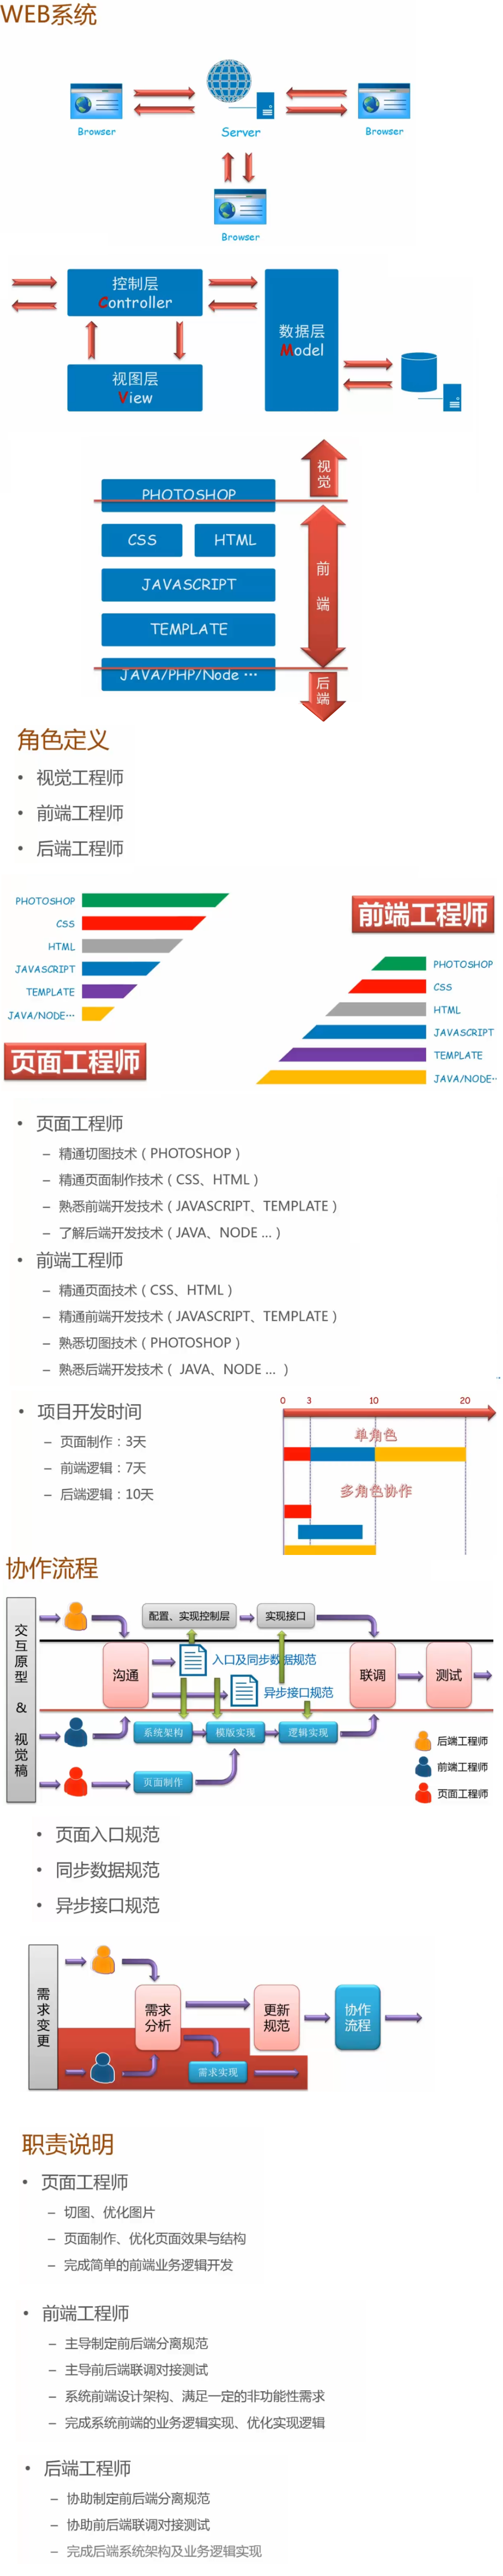 WEB系统
Browser
Server
Browser
Browser
控制层
Controller
数据层
Model
视图层
View
视觉
PHOTOSHOP
CSS
HTML
前端
JAVASCRIPT
TEMPLATE
JAVA/PHP/Node …
后端
角色定义
• 视觉工程师
• 前端工程师
• 后端工程师
PHOTOSHOP
CSS
HTML
JAVASCRIPT
TEMPLATE
JAVA/NODE…
页面工程师
前端工程师
PHOTOSHOP
CSS
HTML
JAVASCRIPT
TEMPLATE
JAVA/NODE…
• 页面工程师
– 精通切图技术（PHOTOSHOP）
– 精通页面制作技术（CSS、HTML）
– 熟悉前端开发技术（JAVASCRIPT、TEMPLATE）
– 了解后端开发技术（JAVA、NODE ...）
• 前端工程师
– 精通页面技术（CSS、HTML）
– 精通前端开发技术（JAVASCRIPT、TEMPLATE）
– 熟悉切图技术（PHOTOSHOP）
– 熟悉后端开发技术（ JAVA、NODE ... ）
• 项目开发时间
– 页面制作：3天
– 前端逻辑：7天
– 后端逻辑：10天
0 3 10 20
单角色
多角色协作
协作流程
交互原型 & 视觉稿
配置、实现控制层
实现接口
沟通
入口及同步数据规范
异步接口规范
联调
测试
系统架构
模版实现
逻辑实现
页面制作
后端工程师
前端工程师
页面工程师
• 页面入口规范
• 同步数据规范
• 异步接口规范
需求变更
需求分析
更新规范
协作流程
需求实现
职责说明
• 页面工程师
– 切图、优化图片
– 页面制作、优化页面效果与结构
– 完成简单的前端业务逻辑开发
• 前端工程师
– 主导制定前后端分离规范
– 主导前后端联调对接测试
– 系统前端设计架构、满足一定的非功能性需求
– 完成系统前端的业务逻辑实现、优化实现逻辑
• 后端工程师
– 协助制定前后端分离规范
– 协助前后端联调对接测试
– 完成后端系统架构及业务逻辑实现